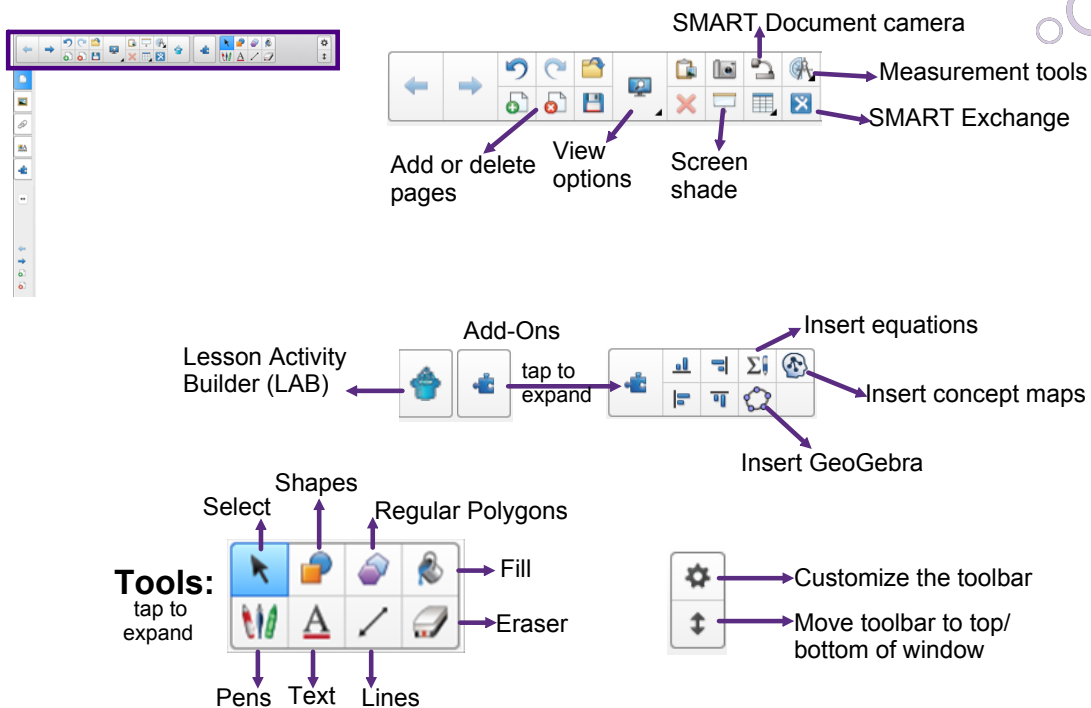 SMART Document camera
Measurement tools
SMART Exchange
Add or delete
pages
View
options
Screen
shade
Add-Ons
Lesson Activity
Builder (LAB)
tap to
expand
Insert equations
Insert concept maps
Insert GeoGebra
Tools:
tap to
expand
Select
Shapes
Regular Polygons
Fill
Eraser
Pens
Text
Lines
Customize the toolbar
Move toolbar to top/
bottom of window